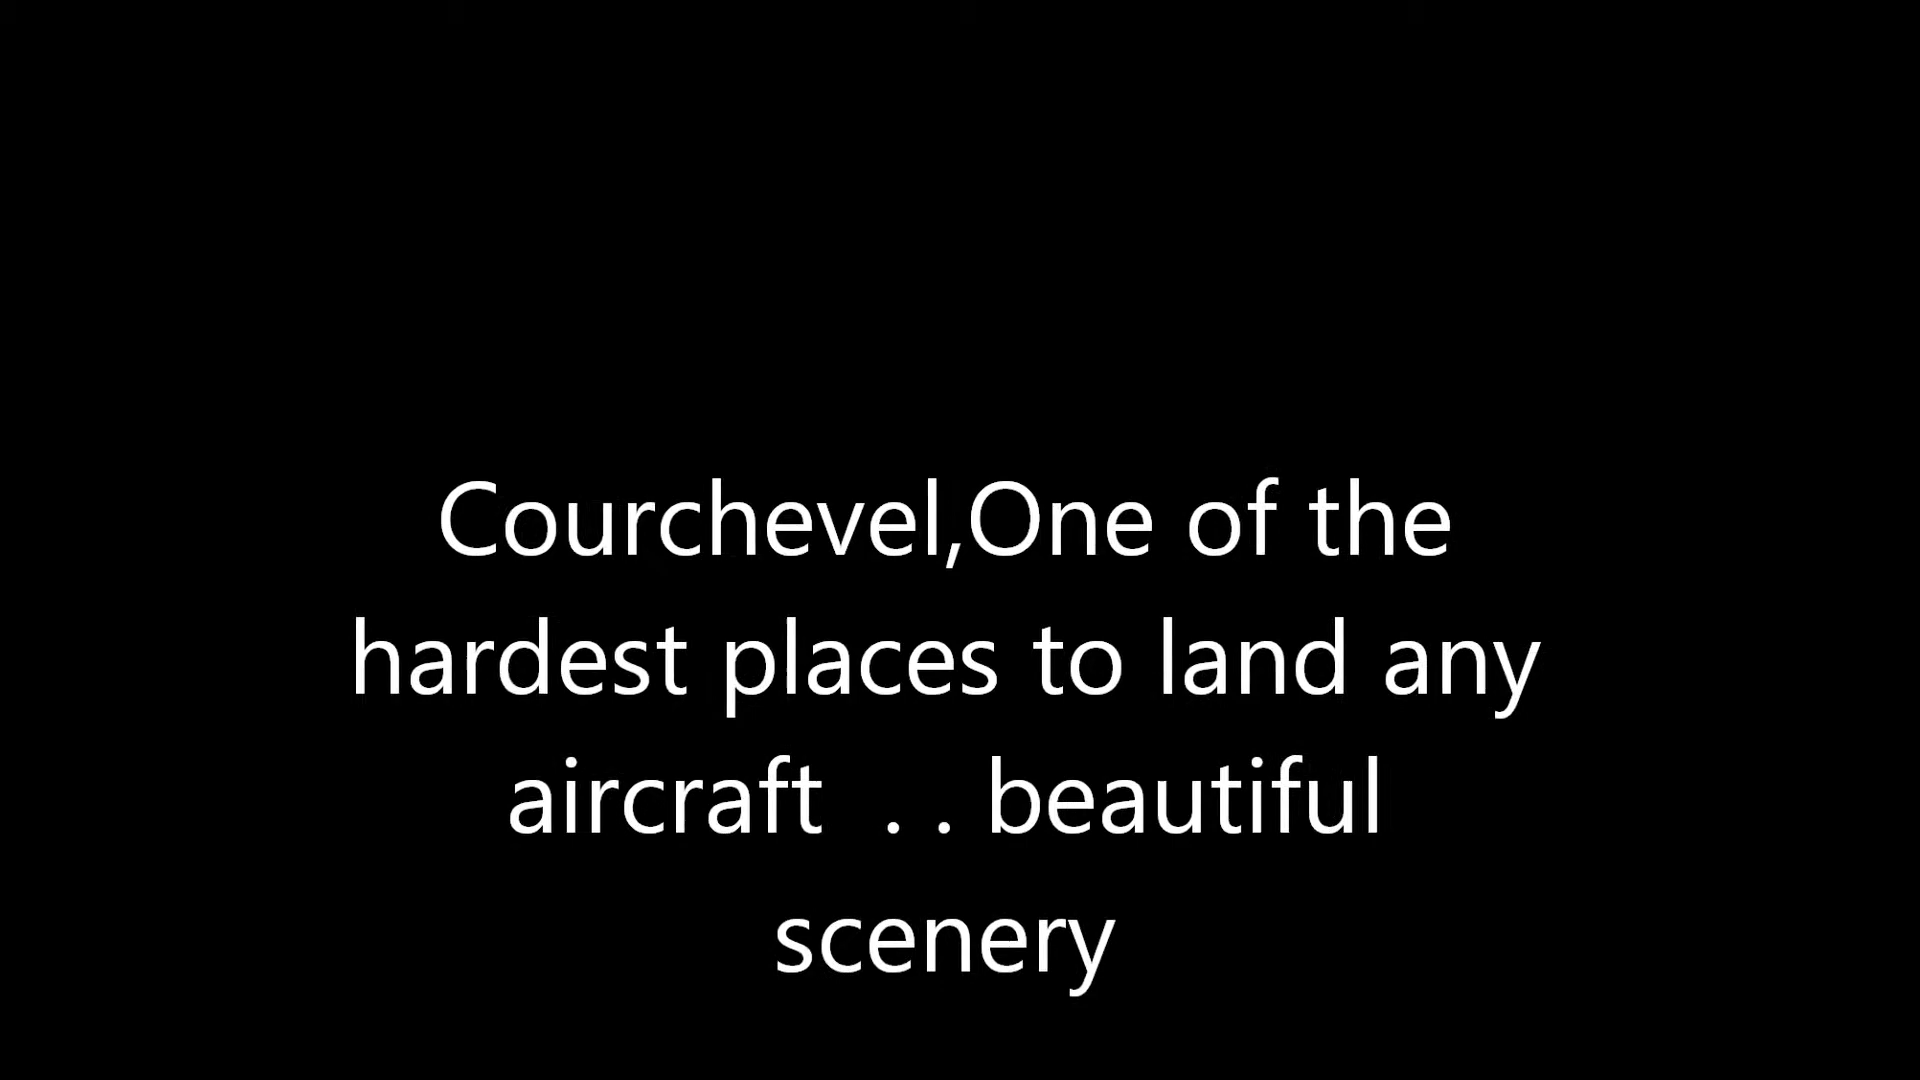 Courchevel,One of the
hardest places to land any
aircraft  . . beautiful
scenery